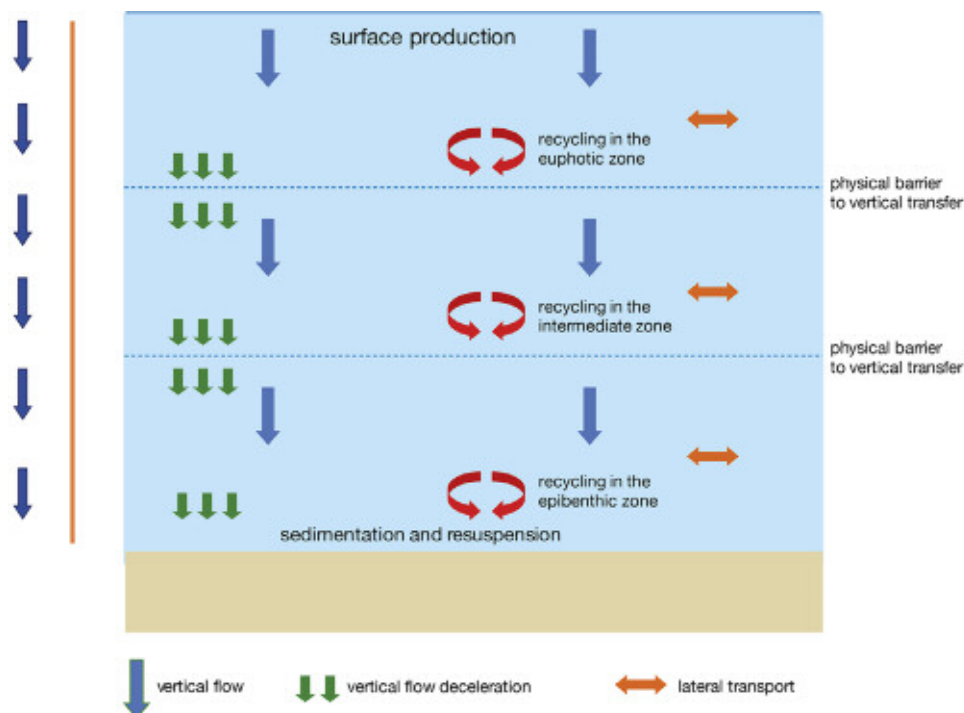 surface production
recycling in the
euphotic zone
physical barrier
to vertical transfer
recycling in the
intermediate zone
physical barrier
to vertical transfer
recycling in the
epibenthic zone
sedimentation and resuspension
vertical flow
vertical flow deceleration
lateral transport